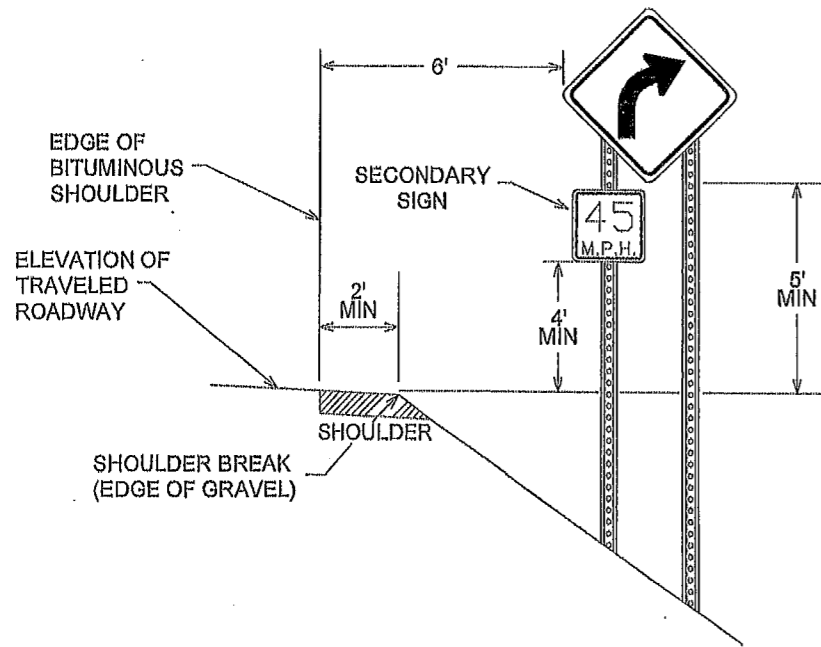 6'
EDGE OF
BITUMINOUS
SHOULDER
SECONDARY
SIGN
45
M.P.H.
ELEVATION OF
TRAVELED
ROADWAY
2'
MIN
4'
MIN
5'
MIN
SHOULDER
SHOULDER BREAK
(EDGE OF GRAVEL)